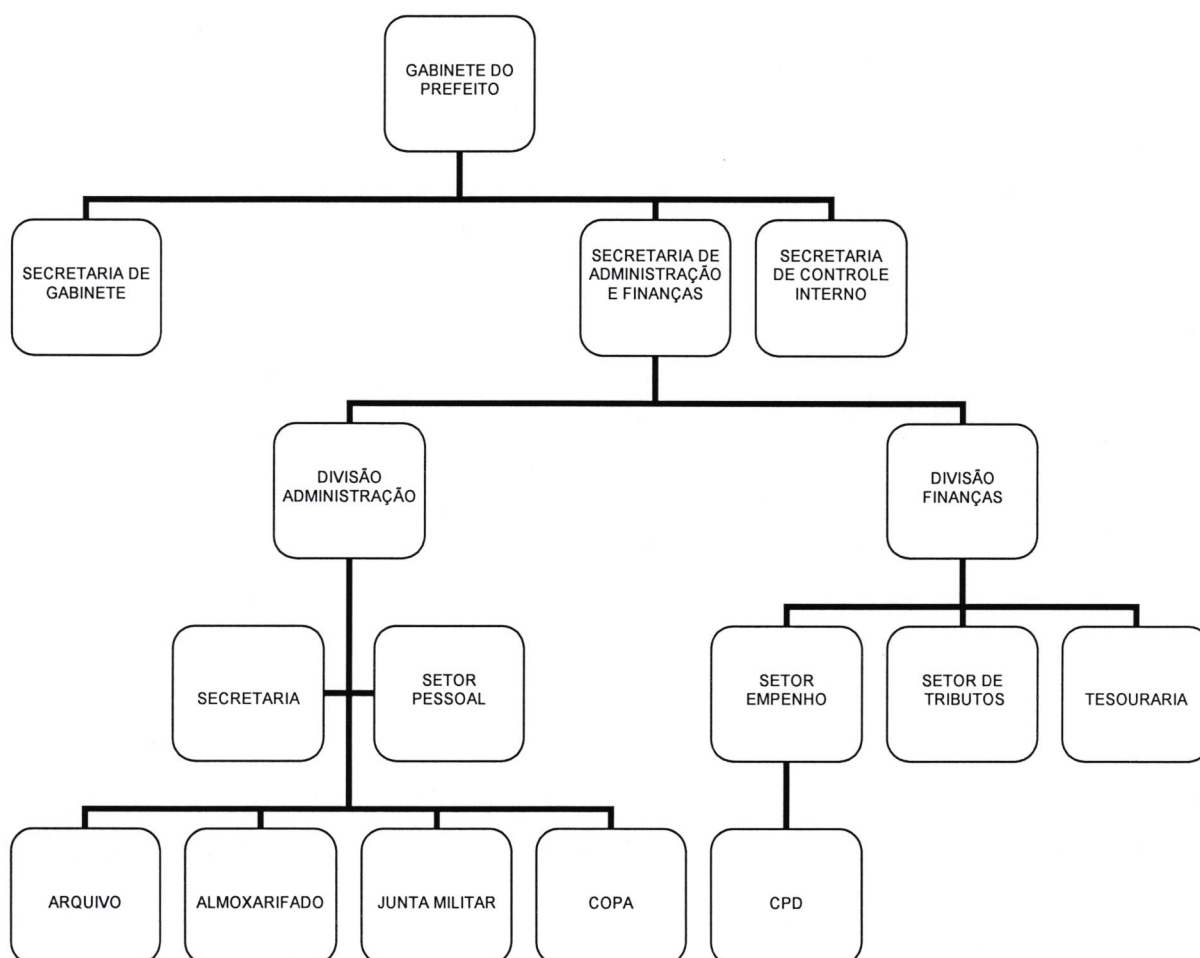 GABINETE DO
PREFEITO
SECRETARIA DE
GABINETE
SECRETARIA DE
ADMINISTRAÇÃO
E FINANÇAS
SECRETARIA
DE CONTROLE
INTERNO
DIVISÃO
ADMINISTRAÇÃO
DIVISÃO
FINANÇAS
SECRETARIA
SETOR
PESSOAL
SETOR
EMPENHO
SETOR DE
TRIBUTOS
TESOURARIA
ARQUIVO
ALMOXARIFADO
JUNTA MILITAR
COPA
CPD